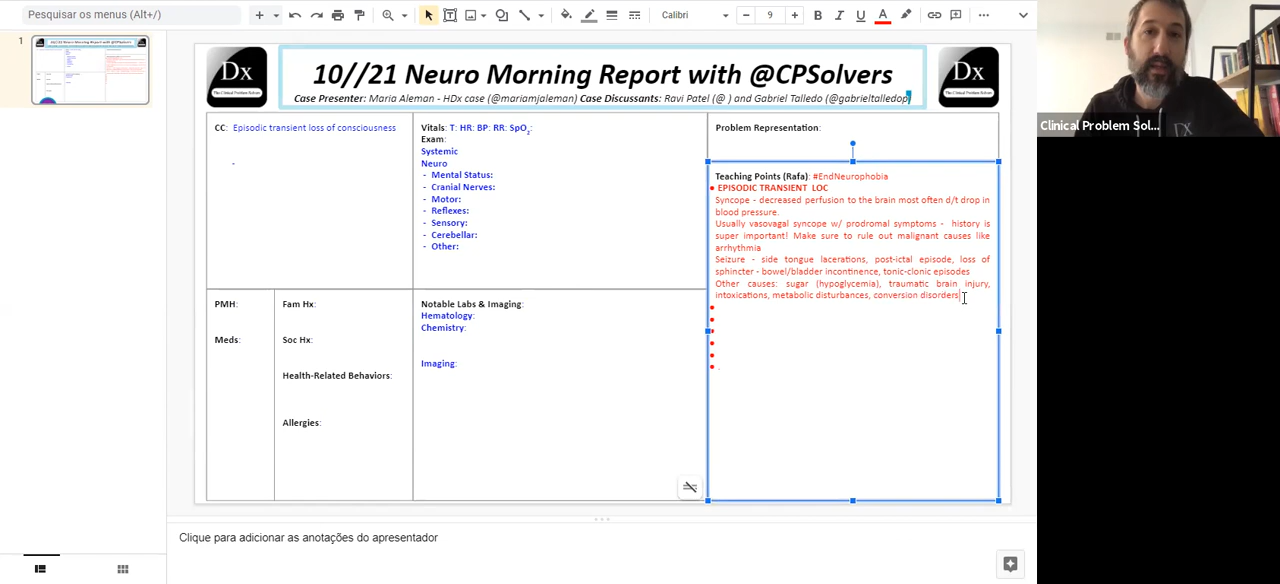 Pesquisar os menus (Alt+/)
Calibri
9
B I U A
1
Dx
10//21 Neuro Morning Report with @CPSolvers
Case Presenter: Maria Aleman - HDx case (@mariamjaleman) Case Discussants: Ravi Patel (@ ) and Gabriel Talledo (@gabrieltalledop)
Dx
CC: Episodic transient loss of consciousness
-
Vitals: T: HR: BP: RR: SpO2:
Exam:
Systemic
Neuro
- Mental Status:
- Cranial Nerves:
- Motor:
- Reflexes:
- Sensory:
- Cerebellar:
- Other:
Problem Representation:
Teaching Points (Rafa): #EndNeurophobia
• EPISODIC TRANSIENT LOC
Syncope - decreased perfusion to the brain most often d/t drop in
blood pressure.
Usually vasovagal syncope w/ prodromal symptoms - history is
super important! Make sure to rule out malignant causes like
arrhythmia
Seizure - side tongue lacerations, post-ictal episode, loss of
sphincter - bowel/bladder incontinence, tonic-clonic episodes
Other causes: sugar (hypoglycemia), traumatic brain injury,
intoxications, metabolic disturbances, conversion disorders
• .
PMH:
Meds:
Fam Hx:
Soc Hx:
Health-Related Behaviors:
Allergies:
Notable Labs & Imaging:
Hematology:
Chemistry:
Imaging:
Clique para adicionar as anotações do apresentador
Clinical Problem Sol...